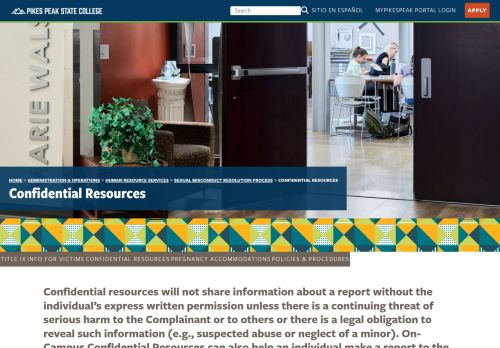 PIKES PEAK STATE COLLEGE
Search
SITIO EN ESPAÑOL
MYPIKESPEAK PORTAL LOGIN
APPLY
ARIE WAL
HOME > ADMINISTRATION & OPERATIONS > HUMAN RESOURCE SERVICES > SEXUAL MISCONDUCT RESOLUTION PROCESS > CONFIDENTIAL RESOURCES
Confidential Resources
TITLE IX INFO FOR VICTIMS CONFIDENTIAL RESOURCES PREGNANCY ACCOMMODATIONS POLICIES & PROCEDURES
Confidential resources will not share information about a report without the
individual's express written permission unless there is a continuing threat of
serious harm to the Complainant or to others or there is a legal obligation to
reveal such information (e.g., suspected abuse or neglect of a minor). On-
Campus Confidential Resources can also help an individual make a report to the